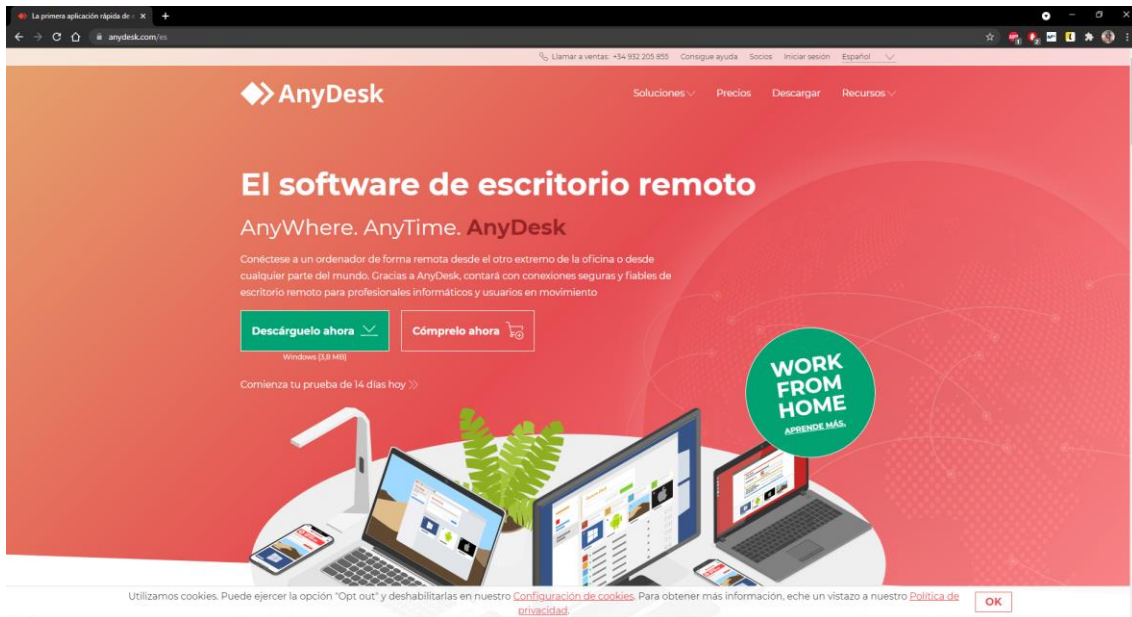 La primera aplicación rápida de
anydesk.com/es
Llamar a ventas: +34 932 205 855 Consigue ayuda Socios Iniciar sesión Español
AnyDesk
Soluciones Precios Descargar Recursos
El software de escritorio remoto
AnyWhere. AnyTime. AnyDesk
Conéctese a un ordenador de forma remota desde el otro extremo de la oficina o desde
cualquier parte del mundo. Gracias a AnyDesk, contará con conexiones seguras y fiables de
escritorio remoto para profesionales informáticos y usuarios en movimiento
Descárguelo ahora Cómprelo ahora
Windows (3,8 MB)
Comienza tu prueba de 14 días hoy
WORK
FROM
HOME
APRENDE MÁS.
Utilizamos cookies. Puede ejercer la opción "Opt out" y deshabilitarlas en nuestro Configuración de cookies. Para obtener más información, eche un vistazo a nuestro Política de
privacidad.
OK